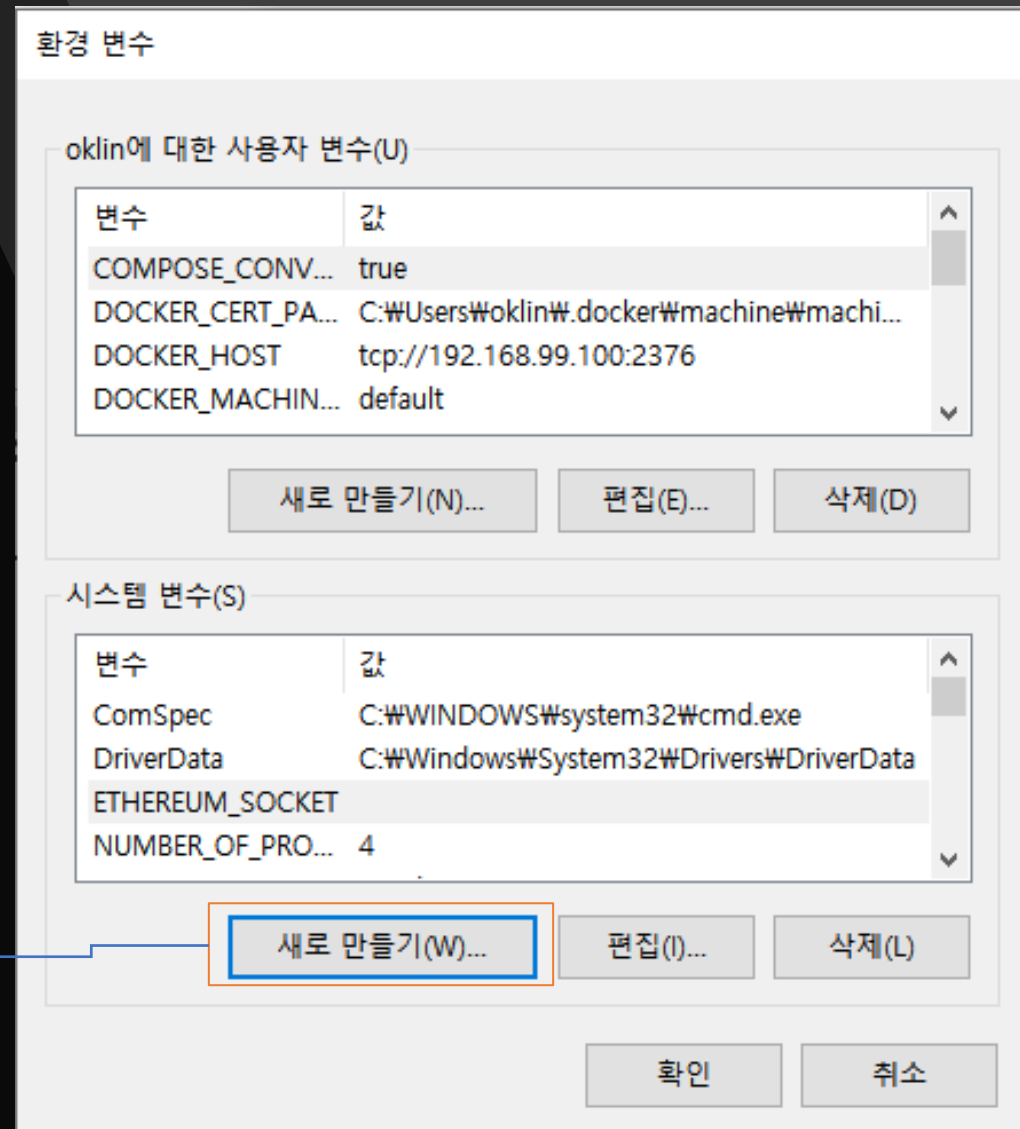 환경 변수
oklin에 대한 사용자 변수(U)
변수 값
COMPOSE_CONV... true
DOCKER_CERT_PA... C:₩Users₩oklin₩.docker₩machine₩machi...
DOCKER_HOST tcp://192.168.99.100:2376
DOCKER_MACHIN... default
새로 만들기(N)... 편집(E)... 삭제(D)
시스템 변수(S)
변수 값
ComSpec C:₩WINDOWS₩system32₩cmd.exe
DriverData C:₩Windows₩System32₩Drivers₩DriverData
ETHEREUM_SOCKET
NUMBER_OF_PRO... 4
새로 만들기(W)... 편집(I)... 삭제(L)
확인 취소